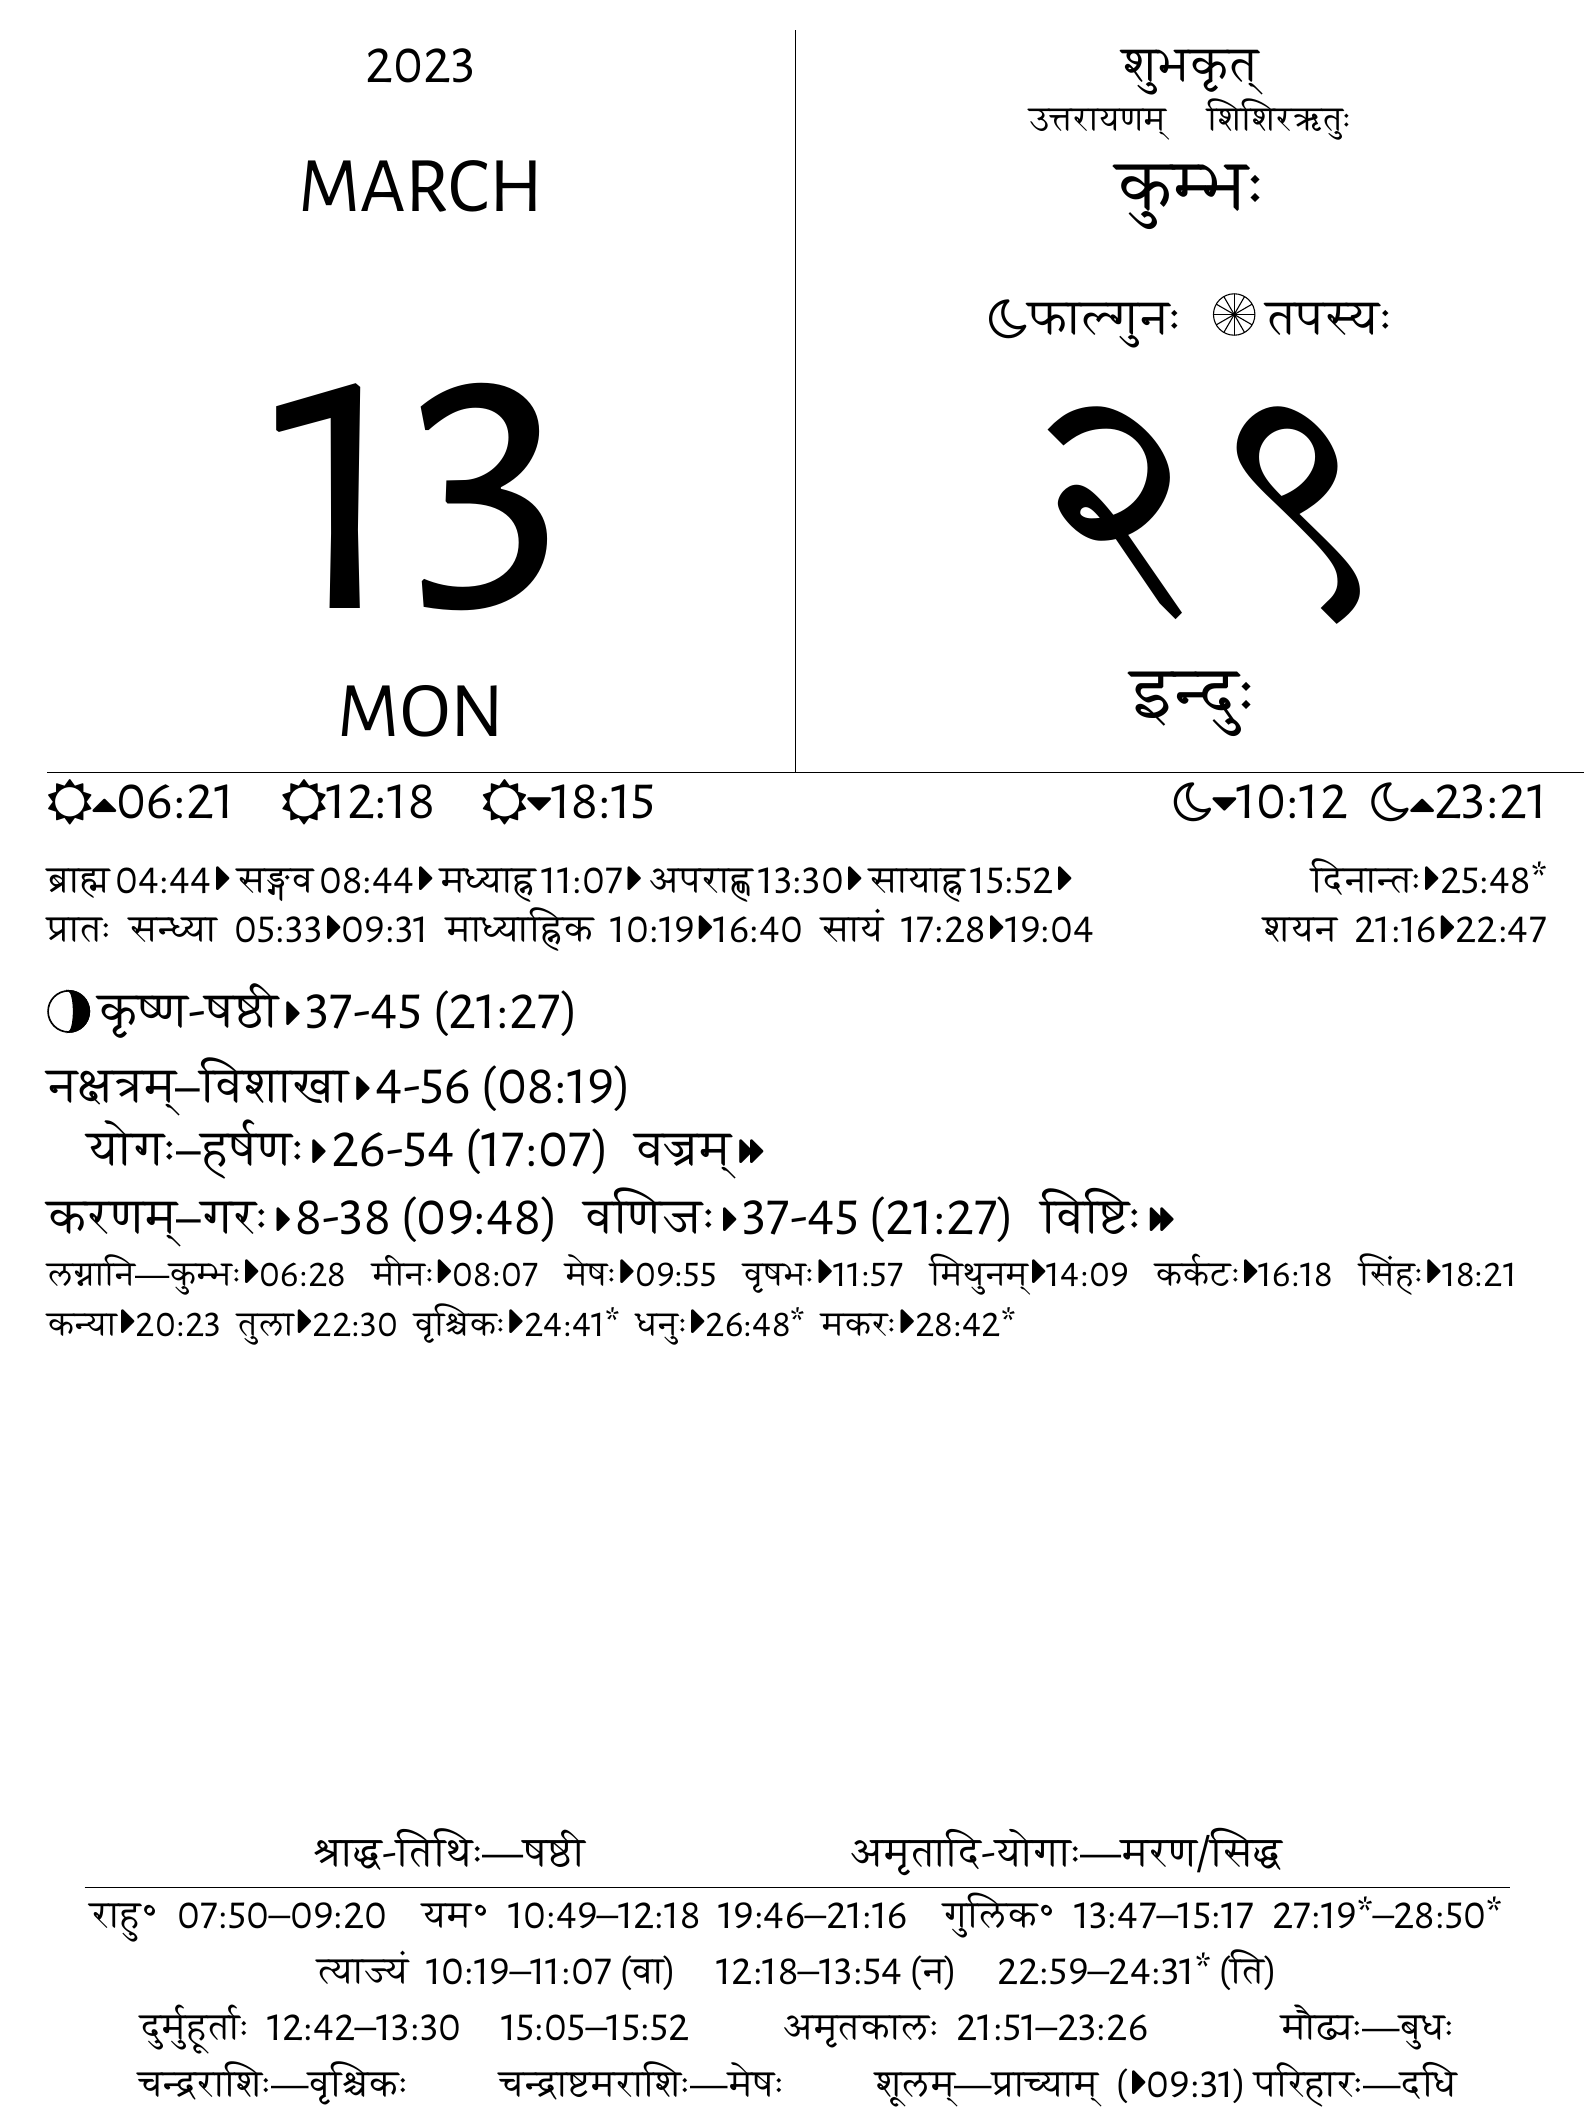 2023
MARCH
13
MON
शुभकृत्
उत्तरायणम् शिशिरऋतुः
कुम्भः
फाल्गुनः तपस्यः
२९
इन्दुः
06:21 12:18 18:15 10:12 23:21
ब्राह्म 04:44 सङ्गव 08:44 मध्याह्न 11:07 अपराह्ण 13:30 सायाह्न 15:52 दिनान्तः 25:48*
प्रातः सन्ध्या 05:33 09:31 माध्याह्निक 10:19 16:40 सायं 17:28 19:04 शयन 21:16 22:47
कृष्ण-षष्ठी 37-45 (21:27)
नक्षत्रम्–विशाखा 4-56 (08:19)
योगः–हर्षणः 26-54 (17:07) वज्रम्
करणम्–गरः 8-38 (09:48) वणिजः 37-45 (21:27) विष्टिः
लग्नानि—कुम्भः 06:28 मीनः 08:07 मेषः 09:55 वृषभः 11:57 मिथुनम् 14:09 कर्कटः 16:18 सिंहः 18:21
कन्या 20:23 तुला 22:30 वृश्चिकः 24:41* धनुः 26:48* मकरः 28:42*
श्राद्ध-तिथिः—षष्ठी अमृतादि-योगाः—मरण/सिद्ध
राहु॰ 07:50–09:20 यम॰ 10:49–12:18 19:46–21:16 गुलिक॰ 13:47–15:17 27:19*–28:50*
त्याज्यं 10:19–11:07 (वा) 12:18–13:54 (न) 22:59–24:31* (ति)
दुर्मुहूर्ताः 12:42–13:30 15:05–15:52 अमृतकालः 21:51–23:26 मौढ्यः—बुधः
चन्द्रराशिः—वृश्चिकः चन्द्राष्टमराशिः—मेषः शूलम्—प्राच्याम् (09:31) परिहारः—दधि